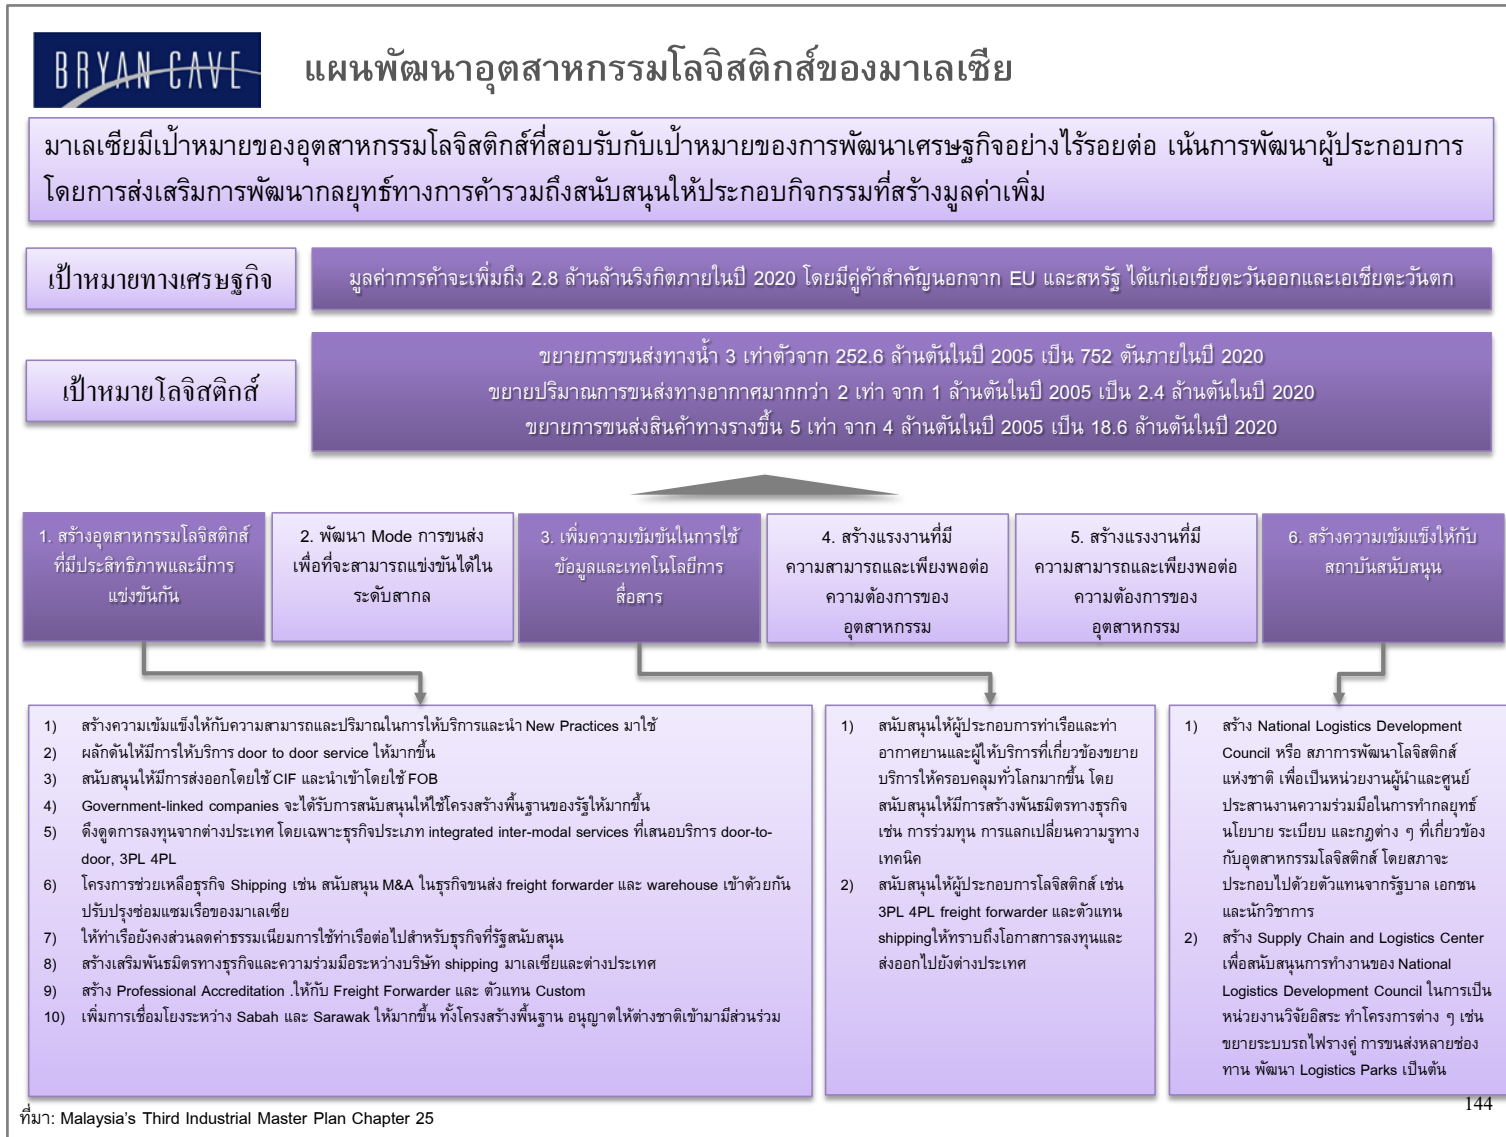 BRYAN CAVE
แผนพัฒนาอุตสาหกรรมโลจิสติกส์ของมาเลเซีย
มาเลเซียมีเป้าหมายของอุตสาหกรรมโลจิสติกส์ที่สอบรับกับเป้าหมายของการพัฒนาเศรษฐกิจอย่างไร้รอยต่อ เน้นการพัฒนาผู้ประกอบการ
โดยการส่งเสริมการพัฒนากลยุทธ์ทางการค้ารวมถึงสนับสนุนให้ประกอบกิจกรรมที่สร้างมูลค่าเพิ่ม
เป้าหมายทางเศรษฐกิจ
มูลค่าการค้าจะเพิ่มถึง 2.8 ล้านล้านริงกิตภายในปี 2020 โดยมีคู่ค้าสำคัญนอกจาก EU และสหรัฐ ได้แก่เอเชียตะวันออกและเอเชียตะวันตก
เป้าหมายโลจิสติกส์
ขยายการขนส่งทางน้ำ 3 เท่าตัวจาก 252.6 ล้านตันในปี 2005 เป็น 752 ตันภายในปี 2020
ขยายปริมาณการขนส่งทางอากาศมากกว่า 2 เท่า จาก 1 ล้านตันในปี 2005 เป็น 2.4 ล้านตันในปี 2020
ขยายการขนส่งสินค้าทางรางขึ้น 5 เท่า จาก 4 ล้านตันในปี 2005 เป็น 18.6 ล้านตันในปี 2020
1. สร้างอุตสาหกรรมโลจิสติกส์
ที่มีประสิทธิภาพและมีการ
แข่งขันกัน
2. พัฒนา Mode การขนส่ง
เพื่อที่จะสามารถแข่งขันได้ใน
ระดับสากล
3. เพิ่มความเข้มข้นในการใช้
ข้อมูลและเทคโนโลยีการ
สื่อสาร
4. สร้างแรงงานที่มี
ความสามารถและเพียงพอต่อ
ความต้องการของ
อุตสาหกรรม
5. สร้างแรงงานที่มี
ความสามารถและเพียงพอต่อ
ความต้องการของ
อุตสาหกรรม
6. สร้างความเข้มแข็งให้กับ
สถาบันสนับสนุน
1) สร้างความเข้มแข็งให้กับความสามารถและปริมาณในการให้บริการและนำ New Practices มาใช้
2) ผลักดันให้มีการให้บริการ door to door service ให้มากขึ้น
3) สนับสนุนให้มีการส่งออกโดยใช้ CIF และนำเข้าโดยใช้ FOB
4) Government-linked companies จะได้รับการสนับสนุนให้ใช้โครงสร้างพื้นฐานของรัฐให้มากขึ้น
5) ดึงดูดการลงทุนจากต่างประเทศ โดยเฉพาะธุรกิจประเภท integrated inter-modal services ที่เสนอบริการ door-to-
door, 3PL 4PL
6) โครงการช่วยเหลือธุรกิจ Shipping เช่น สนับสนุน M&A ในธุรกิจขนส่ง freight forwarder และ warehouse เข้าด้วยกัน
ปรับปรุงซ่อมแซมเรือของมาเลเซีย
7) ให้ท่าเรือยังคงส่วนลดค่าธรรมเนียมการใช้ท่าเรือต่อไปสำหรับธุรกิจที่รัฐสนับสนุน
8) สร้างเสริมพันธมิตรทางธุรกิจและความร่วมมือระหว่างบริษัท shipping มาเลเซียและต่างประเทศ
9) สร้าง Professional Accreditation .ให้กับ Freight Forwarder และ ตัวแทน Custom
10) เพิ่มการเชื่อมโยงระหว่าง Sabah และ Sarawak ให้มากขึ้น ทั้งโครงสร้างพื้นฐาน อนุญาตให้ต่างชาติเข้ามามีส่วนร่วม
1) สนับสนุนให้ผู้ประกอบการท่าเรือและท่า
อากาศยานและผู้ให้บริการที่เกี่ยวข้องขยาย
บริการให้ครอบคลุมทั่วโลกมากขึ้น โดย
สนับสนุนให้มีการสร้างพันธมิตรทางธุรกิจ
เช่น การร่วมทุน การแลกเปลี่ยนความรู้ทาง
เทคนิค
2) สนับสนุนให้ผู้ประกอบการโลจิสติกส์ เช่น
3PL 4PL freight forwarder และตัวแทน
shippingให้ทราบถึงโอกาสการลงทุนและ
ส่งออกไปยังต่างประเทศ
1) สร้าง National Logistics Development
Council หรือ สภาการพัฒนาโลจิสติกส์
แห่งชาติ เพื่อเป็นหน่วยงานผู้นำและศูนย์
ประสานงานความร่วมมือในการทำกลยุทธ์
นโยบาย ระเบียบ และกฎต่าง ๆ ที่เกี่ยวข้อง
กับอุตสาหกรรมโลจิสติกส์ โดยสภาจะ
ประกอบไปด้วยตัวแทนจากรัฐบาล เอกชน
และนักวิชาการ
2) สร้าง Supply Chain and Logistics Center
เพื่อสนับสนุนการทำงานของ National
Logistics Development Council ในการเป็น
หน่วยงานวิจัยอิสระ ทำโครงการต่าง ๆ เช่น
ขยายระบบรถไฟรางคู่ การขนส่งหลายช่อง
ทาน พัฒนา Logistics Parks เป็นต้น
ที่มา: Malaysia's Third Industrial Master Plan Chapter 25
144